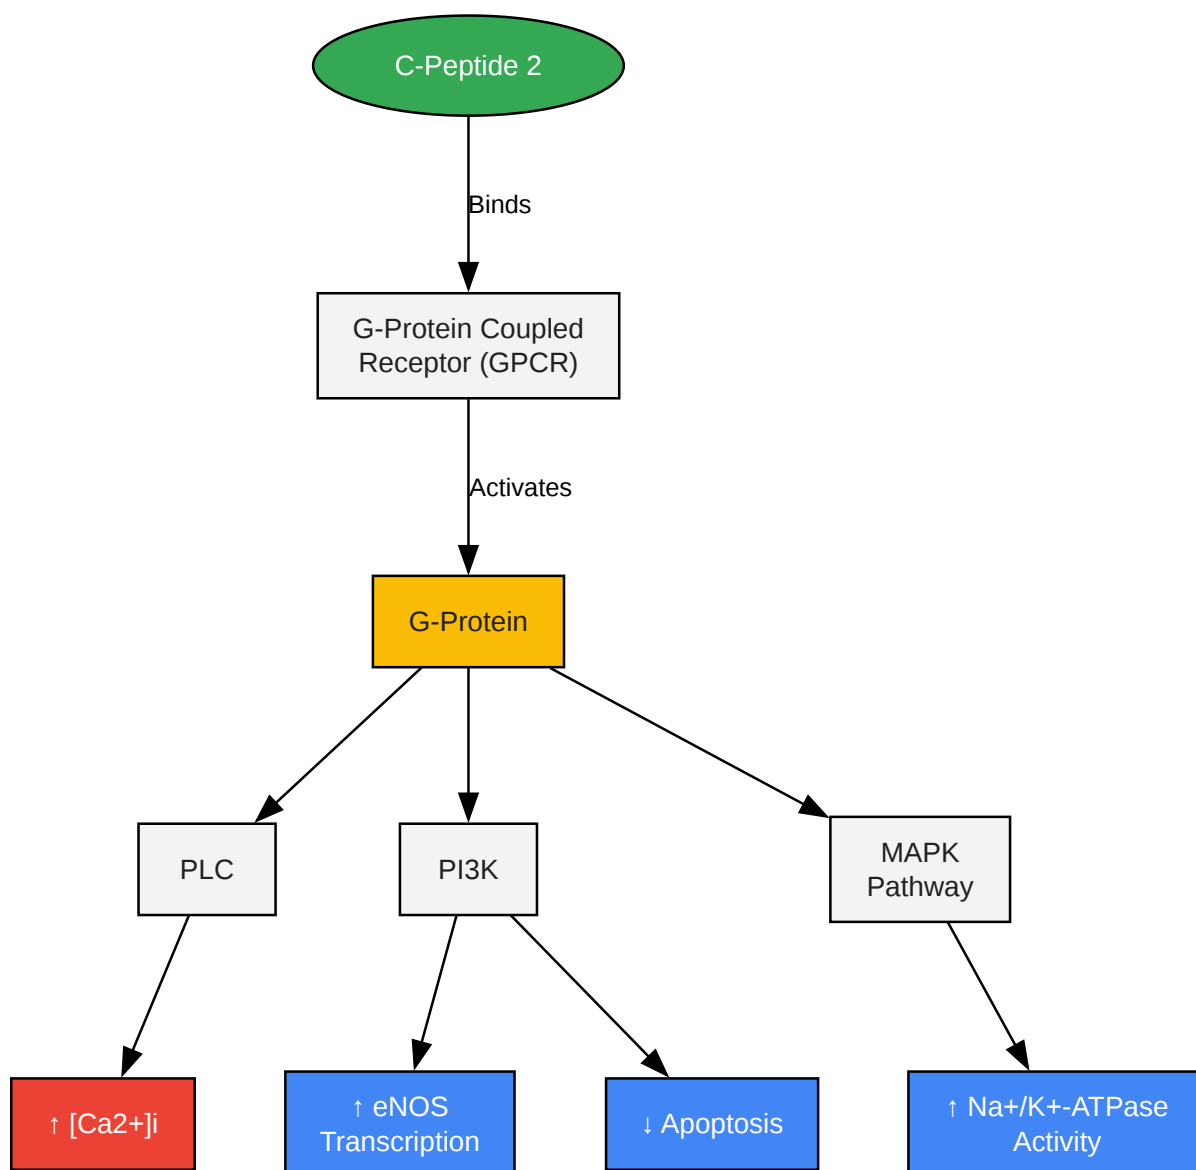 C-Peptide 2
Binds
G-Protein Coupled
Receptor (GPCR)
Activates
G-Protein
PLC
PI3K
MAPK
Pathway
↑ [Ca2+]i
↑ eNOS
Transcription
↓ Apoptosis
↑ Na+/K+-ATPase
Activity